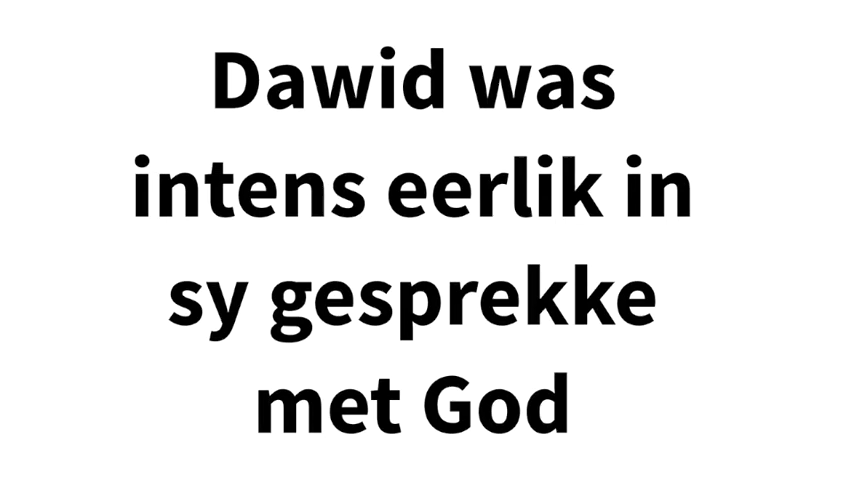 Dawid was
intens eerlik in
sy gesprekke
met God